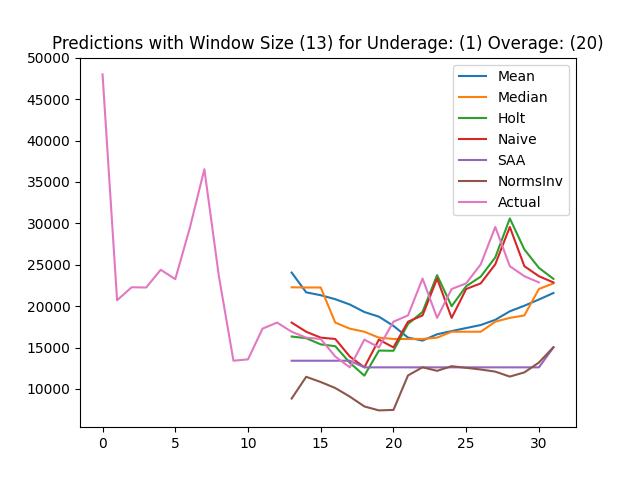 Predictions with Window Size (13) for Underage: (1) Overage: (20)
50000
45000
40000
35000
30000
25000
20000
15000
10000
0
5
10
15
20
25
30
Mean
Median
Holt
Naive
SAA
NormsInv
Actual